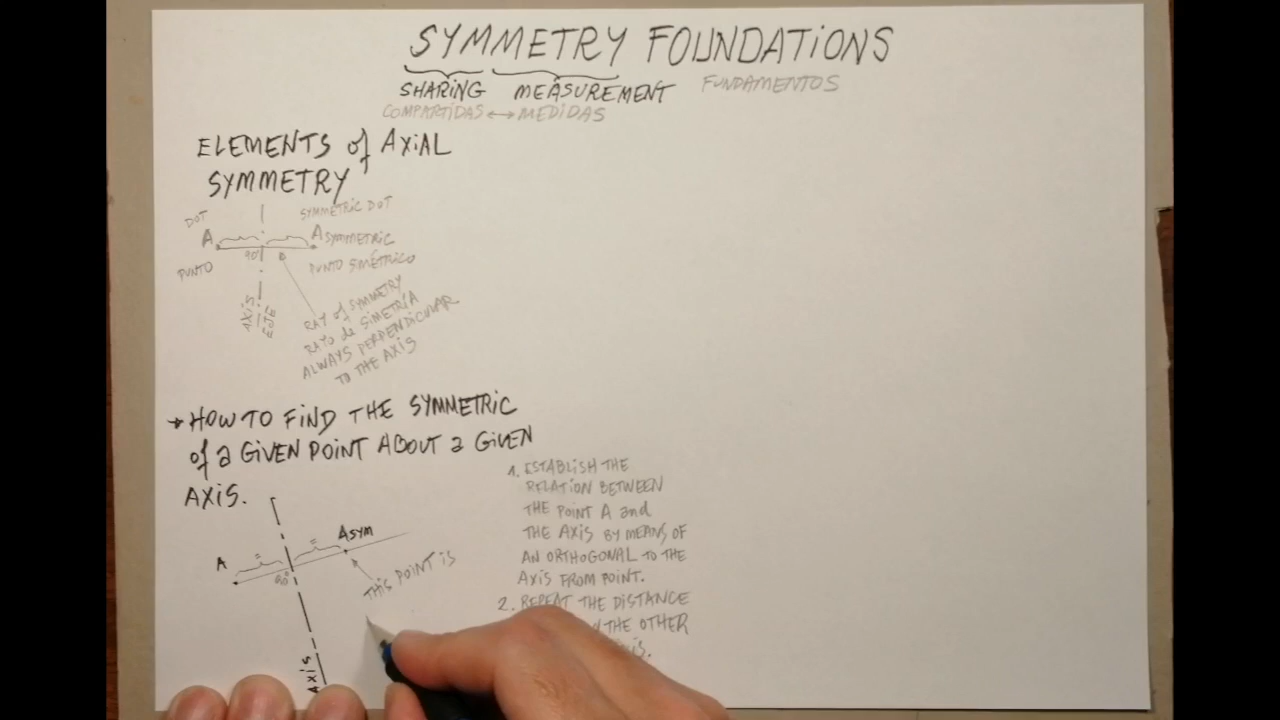 SYMMETRY FOUNDATIONS
SHARING MEASUREMENT FUNDAMENTOS
COMPARTIDAS ↔ MEDIDAS
ELEMENTS of AXIAL
SYMMETRY
DOT SYMMETRIC DOT
A A SYMMETRIC
90°
PUNTO PUNTO SIMÉTRICO
AXIS
EJE
RAY of SYMMETRY
RAYO de SIMETRÍA
ALWAYS PERPENDICULAR
TO THE AXIS
→ HOW TO FIND THE SYMMETRIC
of a GIVEN POINT ABOUT a GIVEN
AXIS.
A = 90° = ASYM
THIS POINT IS
AXIS
1. ESTABLISH THE
RELATION BETWEEN
THE POINT A and
THE AXIS BY MEANS OF
AN ORTHOGONAL TO THE
AXIS FROM POINT.
2. REPEAT THE DISTANCE
THE OTHER